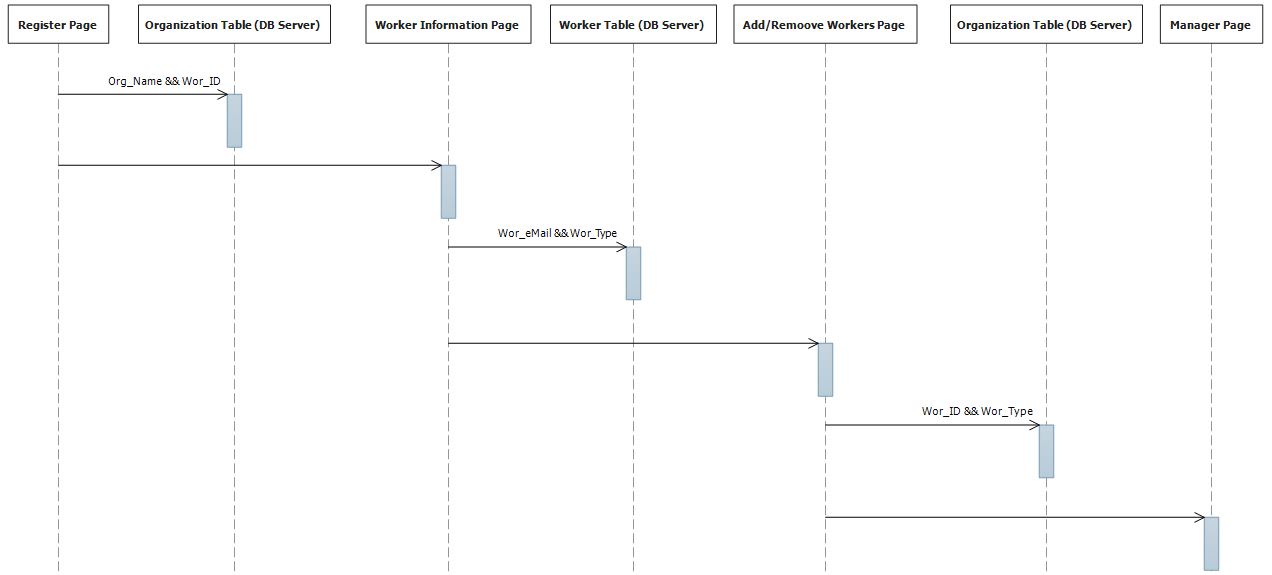 Register Page
Organization Table (DB Server)
Worker Information Page
Worker Table (DB Server)
Add/Remoove Workers Page
Organization Table (DB Server)
Manager Page
Org_Name && Wor_ID
Wor_eMail &&Wor_Type
Wor_ID && Wor_Type